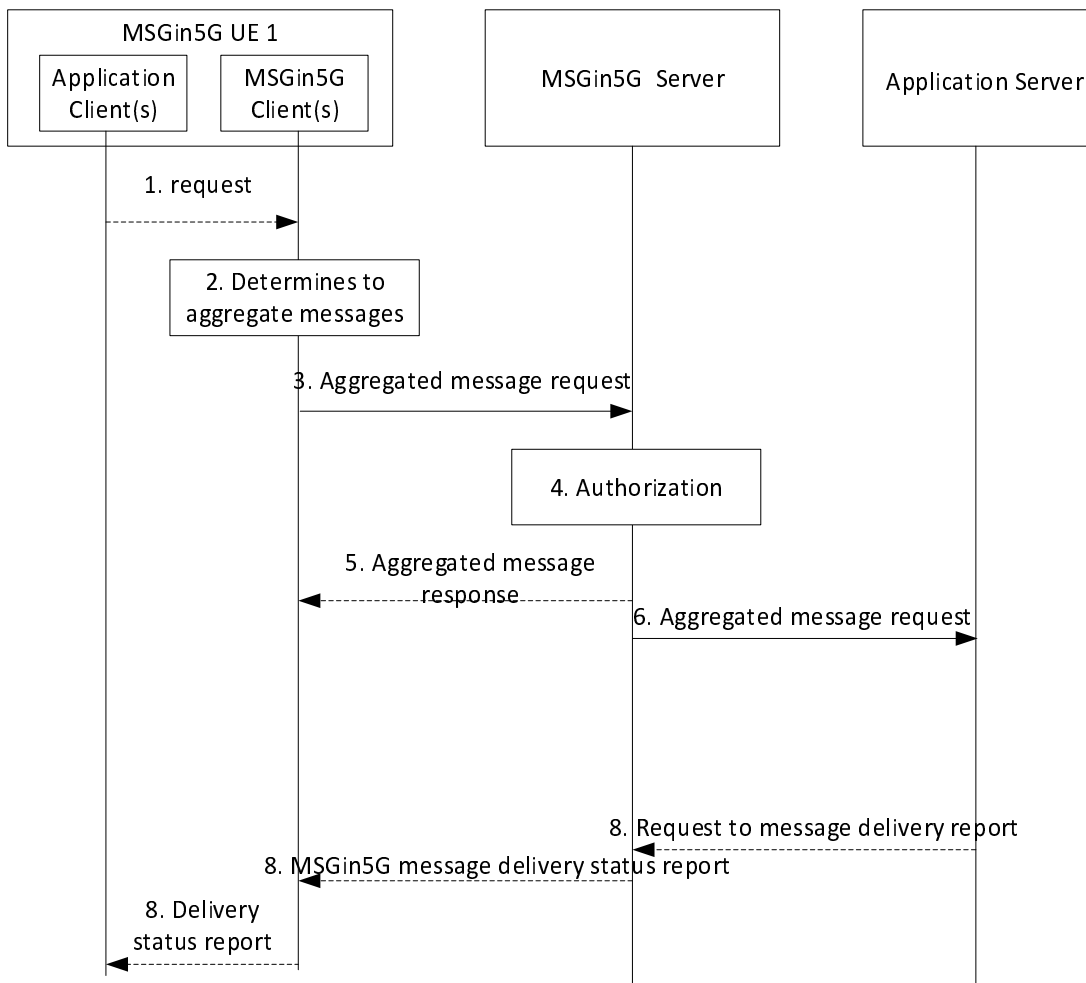 MSGin5G UE 1
Application
Client(s)
MSGin5G
Client(s)
MSGin5G Server
Application Server
1. request
2. Determines to
aggregate messages
3. Aggregated message request
4. Authorization
5. Aggregated message
response
6. Aggregated message request
8. Request to message delivery report
8. MSGin5G message delivery status report
8. Delivery
status report